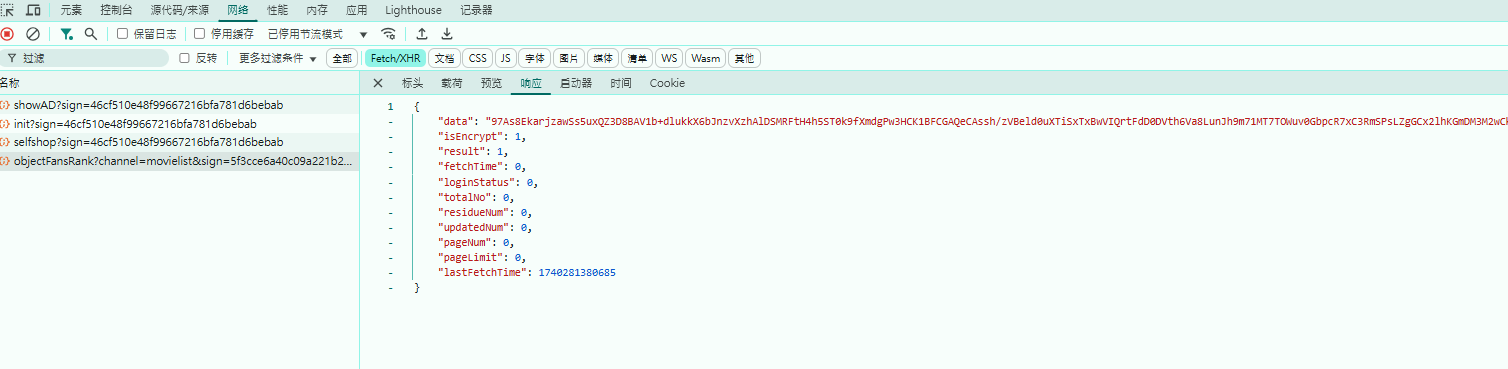 元素 控制台 源代码/来源 网络 性能 内存 应用 Lighthouse 记录器
保留日志 停用缓存 已停用节流模式
过滤 反转 更多过滤条件 全部 Fetch/XHR 文档 CSS JS 字体 图片 媒体 清单 WS Wasm 其他
名称 标头 载荷 预览 响应 启动器 时间 Cookie
showAD?sign=46cf510e48f99667216bfa781d6bebab
init?sign=46cf510e48f99667216bfa781d6bebab
selfshop?sign=46cf510e48f99667216bfa781d6bebab
objectFansRank?channel=movielist&sign=5f3cce6a40c09a221b2...
1 {
- "data": "97As8EkarjzawSs5uxQZ3D8BAV1b+dlukkX6bJnzvXzhAlDSMRFtH4h5ST0k9fXmdgPw3HCK1BFCGAQeCAssh/zVBeld0uXTiSxTxBwVIQrtFdD0DVth6Va8LunJh9m71MT7TOWuv0GbpcR7xC3RmSPsLZgGCx2lhKGmDM3M2wCk
- "isEncrypt": 1,
- "result": 1,
- "fetchTime": 0,
- "loginStatus": 0,
- "totalNo": 0,
- "residueNum": 0,
- "updatedNum": 0,
- "pageNum": 0,
- "pageLimit": 0,
- "lastFetchTime": 1740281380685
- }